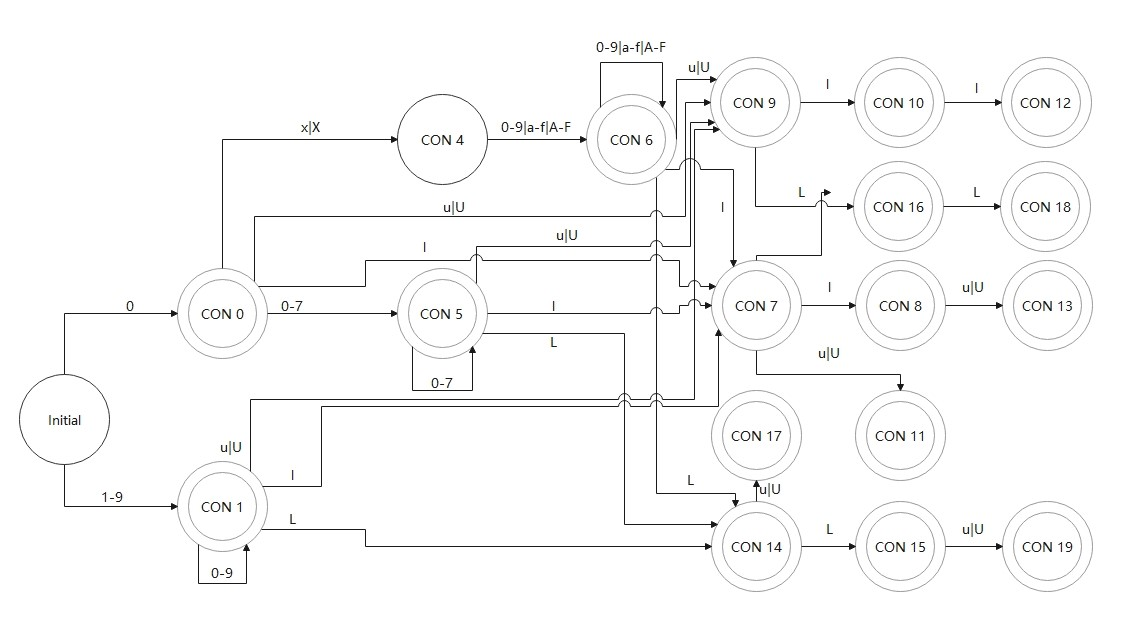 0-9|a-f|A-F
u|U
CON 9
l
CON 10
l
CON 12
x|X
CON 4
0-9|a-f|A-F
CON 6
L
CON 16
L
CON 18
u|U
l
u|U
l
CON 7
l
CON 8
u|U
CON 13
0
CON 0
0-7
CON 5
l
L
u|U
0-7
Initial
CON 17
CON 11
u|U
l
L
u|U
1-9
CON 1
L
CON 14
L
CON 15
u|U
CON 19
0-9